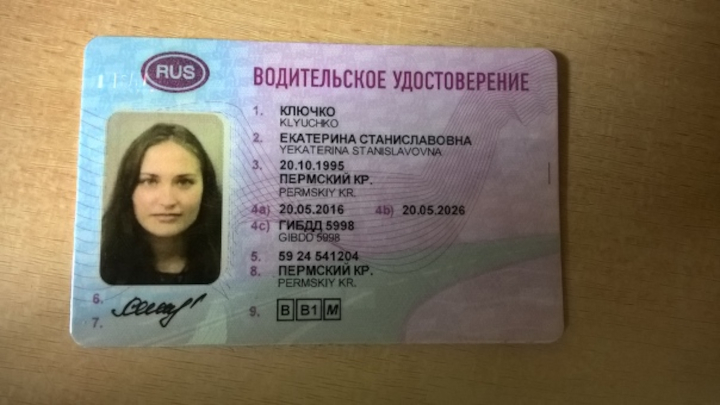 RUS
ВОДИТЕЛЬСКОЕ УДОСТОВЕРЕНИЕ
1. КЛЮЧКО
KLYUCHKO
2. ЕКАТЕРИНА СТАНИСЛАВОВНА
YEKATERINA STANISLAVOVNA
3. 20.10.1995
ПЕРМСКИЙ КР.
PERMSKIY KR.
4a) 20.05.2016 4b) 20.05.2026
4c) ГИБДД 5998
GIBDD 5998
5. 59 24 541204
8. ПЕРМСКИЙ КР.
PERMSKIY KR.
6.
7.
9. B B1 M